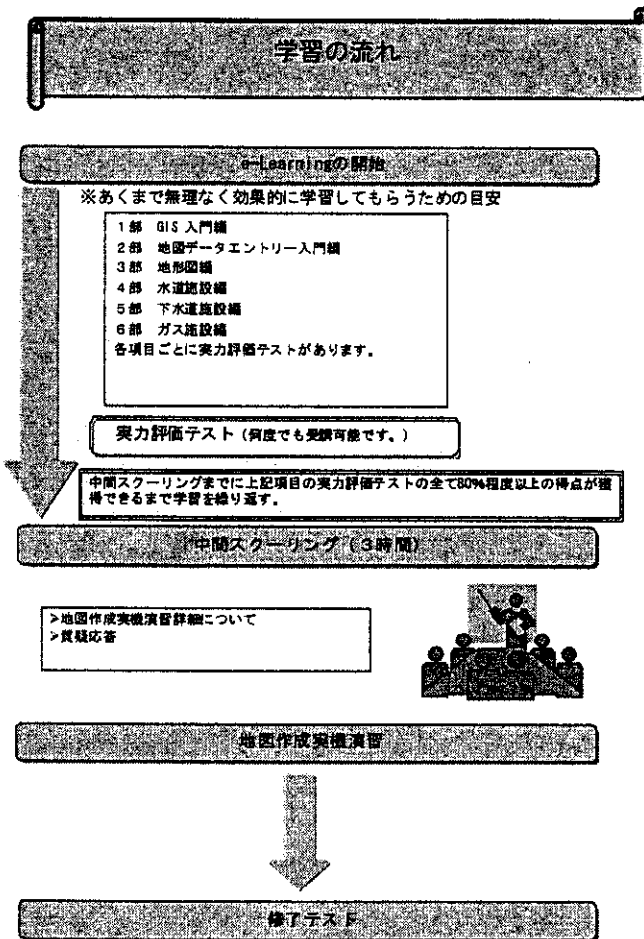 学習の流れ
e-Learningの開始
※あくまで無理なく効果的に学習してもらうための目安
1部 GIS 入門編
2部 地図データエントリー入門編
3部 地形図編
4部 水道施設編
5部 下水道施設編
6部 ガス施設編
各項目ごとに実力評価テストがあります。
実力評価テスト（何度でも受講可能です。）
中間スクーリングまでに上記項目の実力評価テストの全て80%程度以上の得点が獲
得できるまで学習を繰り返す。
中間スクーリング（3時間）
>地図作成実機演習詳細について
>質疑応答
地図作成実機演習
修了テスト